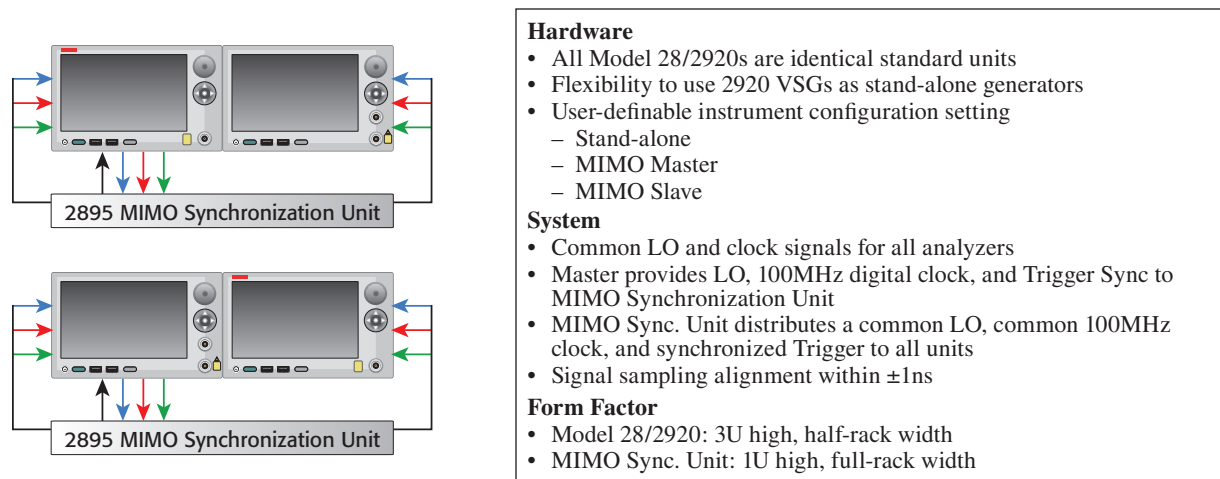 2895 MIMO Synchronization Unit
2895 MIMO Synchronization Unit
Hardware
• All Model 28/2920s are identical standard units
• Flexibility to use 2920 VSGs as stand-alone generators
• User-definable instrument configuration setting
– Stand-alone
– MIMO Master
– MIMO Slave
System
• Common LO and clock signals for all analyzers
• Master provides LO, 100MHz digital clock, and Trigger Sync to
MIMO Synchronization Unit
• MIMO Sync. Unit distributes a common LO, common 100MHz
clock, and synchronized Trigger to all units
• Signal sampling alignment within ±1ns
Form Factor
• Model 28/2920: 3U high, half-rack width
• MIMO Sync. Unit: 1U high, full-rack width